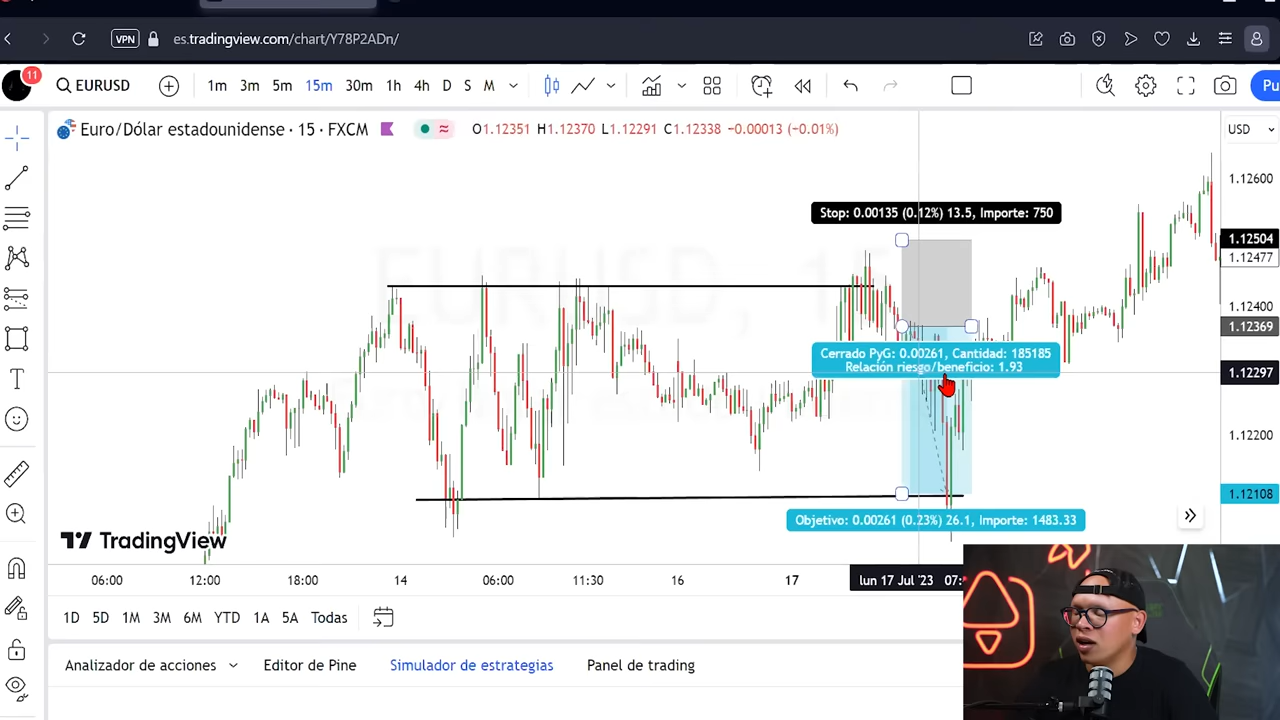 VPN
es.tradingview.com/chart/Y78P2ADn/
11
EURUSD
1m 3m 5m 15m 30m 1h 4h D S M
Pu
Euro/Dólar estadounidense · 15 · FXCM
O1.12351 H1.12370 L1.12291 C1.12338 −0.00013 (−0.01%)
USD
1.12600
Stop: 0.00135 (0.12%) 13.5, Importe: 750
1.12504
1.12477
1.12400
1.12369
Cerrado PyG: 0.00261, Cantidad: 185185
Relación riesgo/beneficio: 1.93
1.12297
1.12200
1.12108
Objetivo: 0.00261 (0.23%) 26.1, Importe: 1483.33
TradingView
06:00 12:00 18:00 14 06:00 11:30 16 17 lun 17 Jul '23 07:
1D 5D 1M 3M 6M YTD 1A 5A Todas
Analizador de acciones Editor de Pine Simulador de estrategias Panel de trading